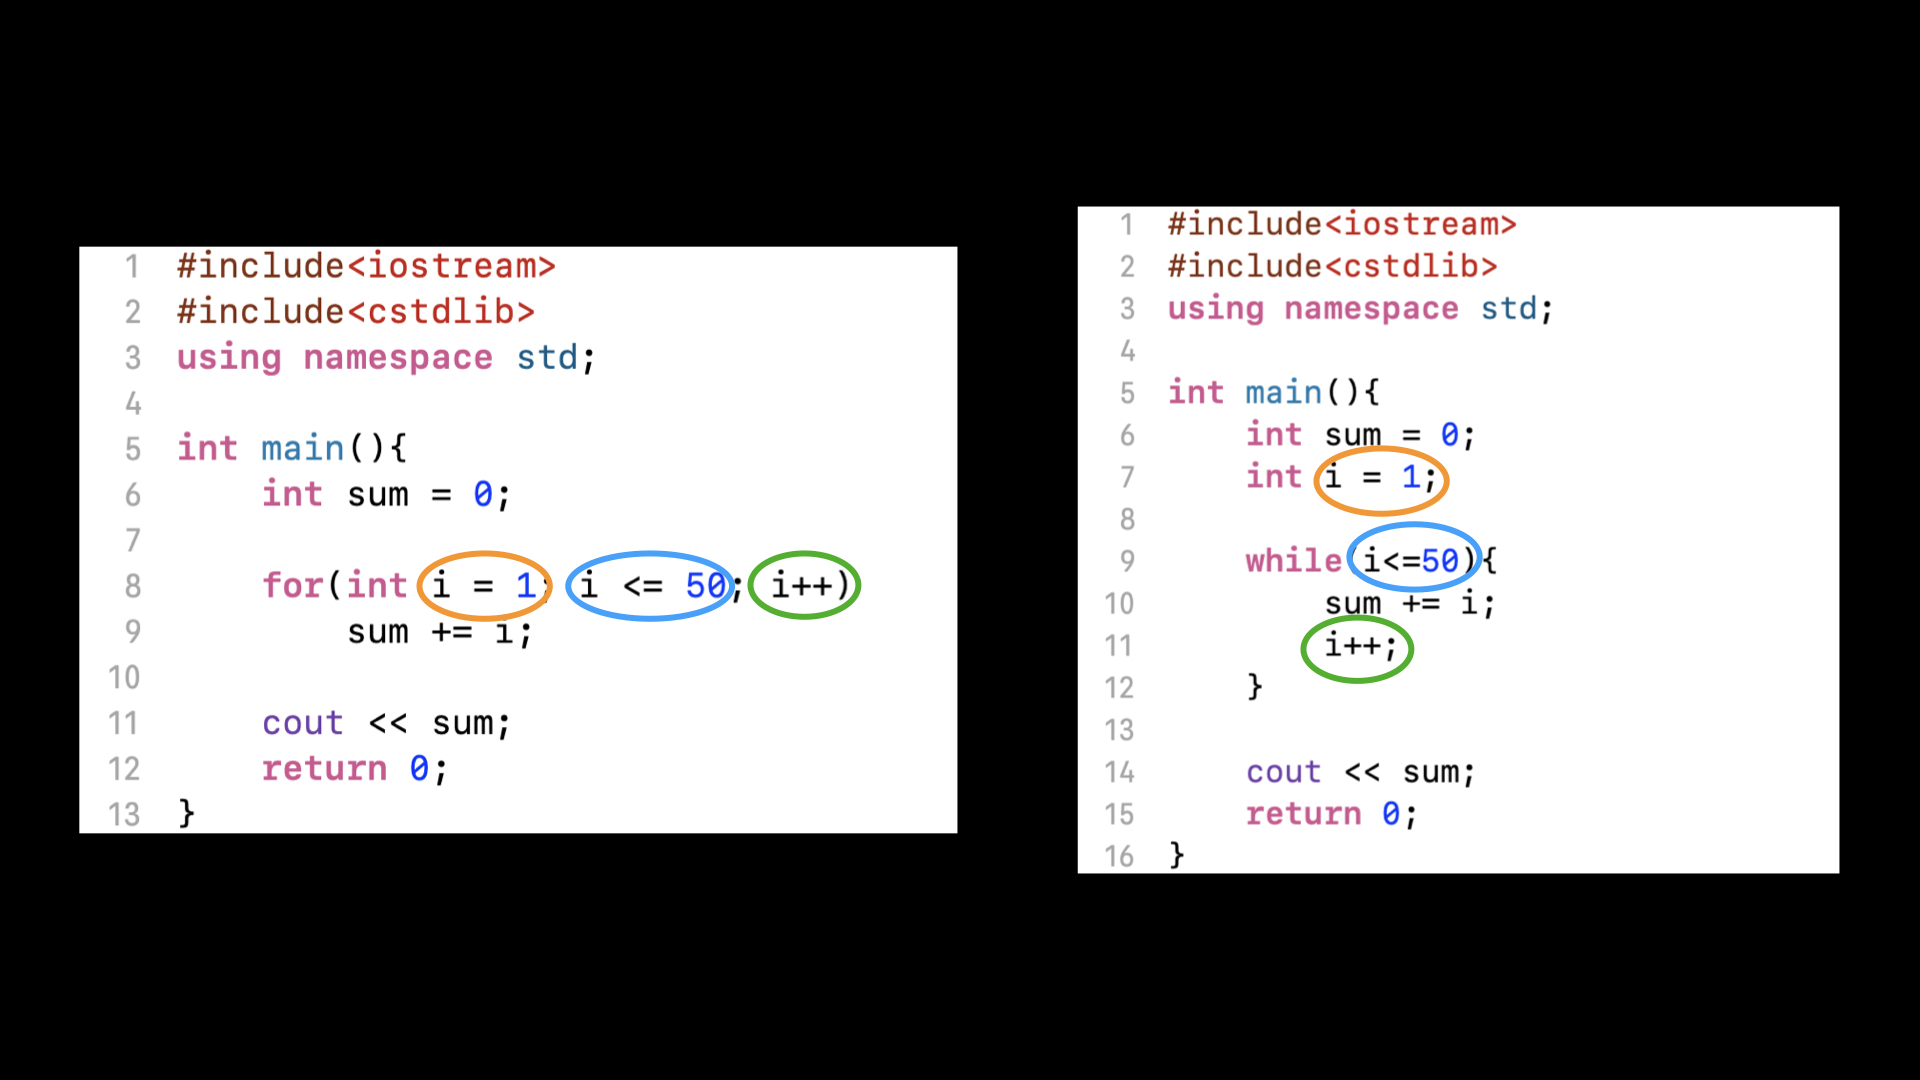 1 #include<iostream>
2 #include<cstdlib>
3 using namespace std;
4
5 int main(){
6 int sum = 0;
7
8 for(int i = 1; i <= 50; i++)
9 sum += i;
10
11 cout << sum;
12 return 0;
13 }
1 #include<iostream>
2 #include<cstdlib>
3 using namespace std;
4
5 int main(){
6 int sum = 0;
7 int i = 1;
8
9 while(i<=50){
10 sum += i;
11 i++;
12 }
13
14 cout << sum;
15 return 0;
16 }